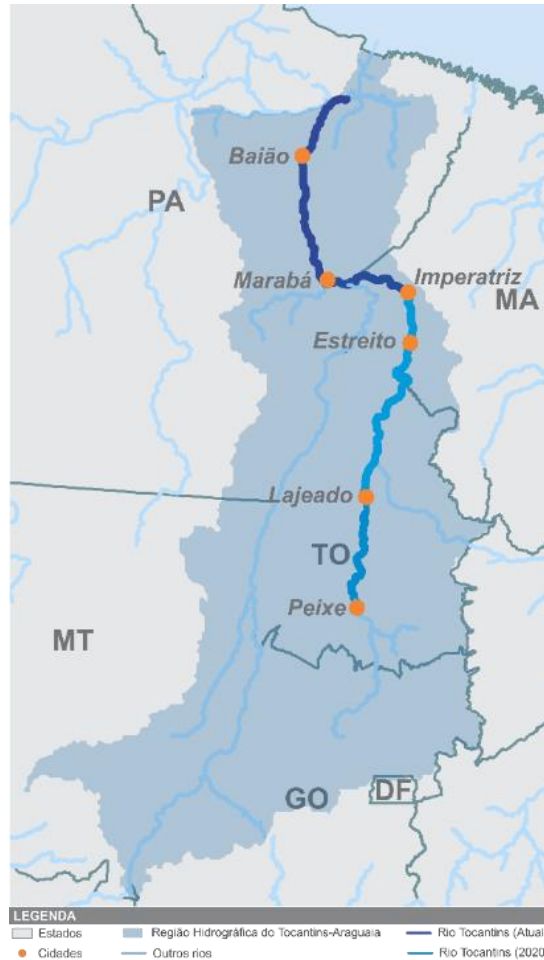 Baião
PA
Marabá
Imperatriz
MA
Estreito
Lajeado
TO
Peixe
MT
GO
DF
LEGENDA
Estados
Região Hidrográfica do Tocantins-Araguaia
Rio Tocantins (Atual
Cidades
Outros rios
Rio Tocantins (2020